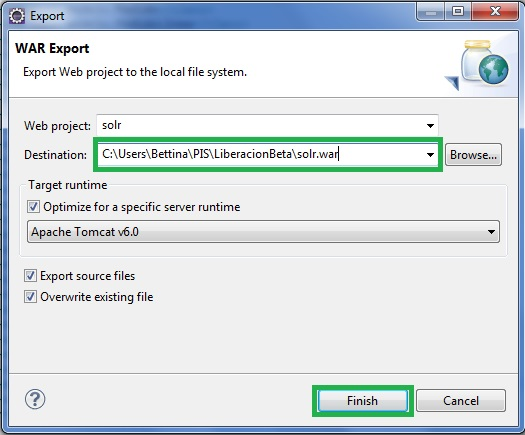 Export
WAR Export
Export Web project to the local file system.
Web project: solr
Destination: C:\Users\Bettina\PIS\LiberacionBeta\solr.war Browse...
Target runtime
Optimize for a specific server runtime
Apache Tomcat v6.0
Export source files
Overwrite existing file
? Finish Cancel